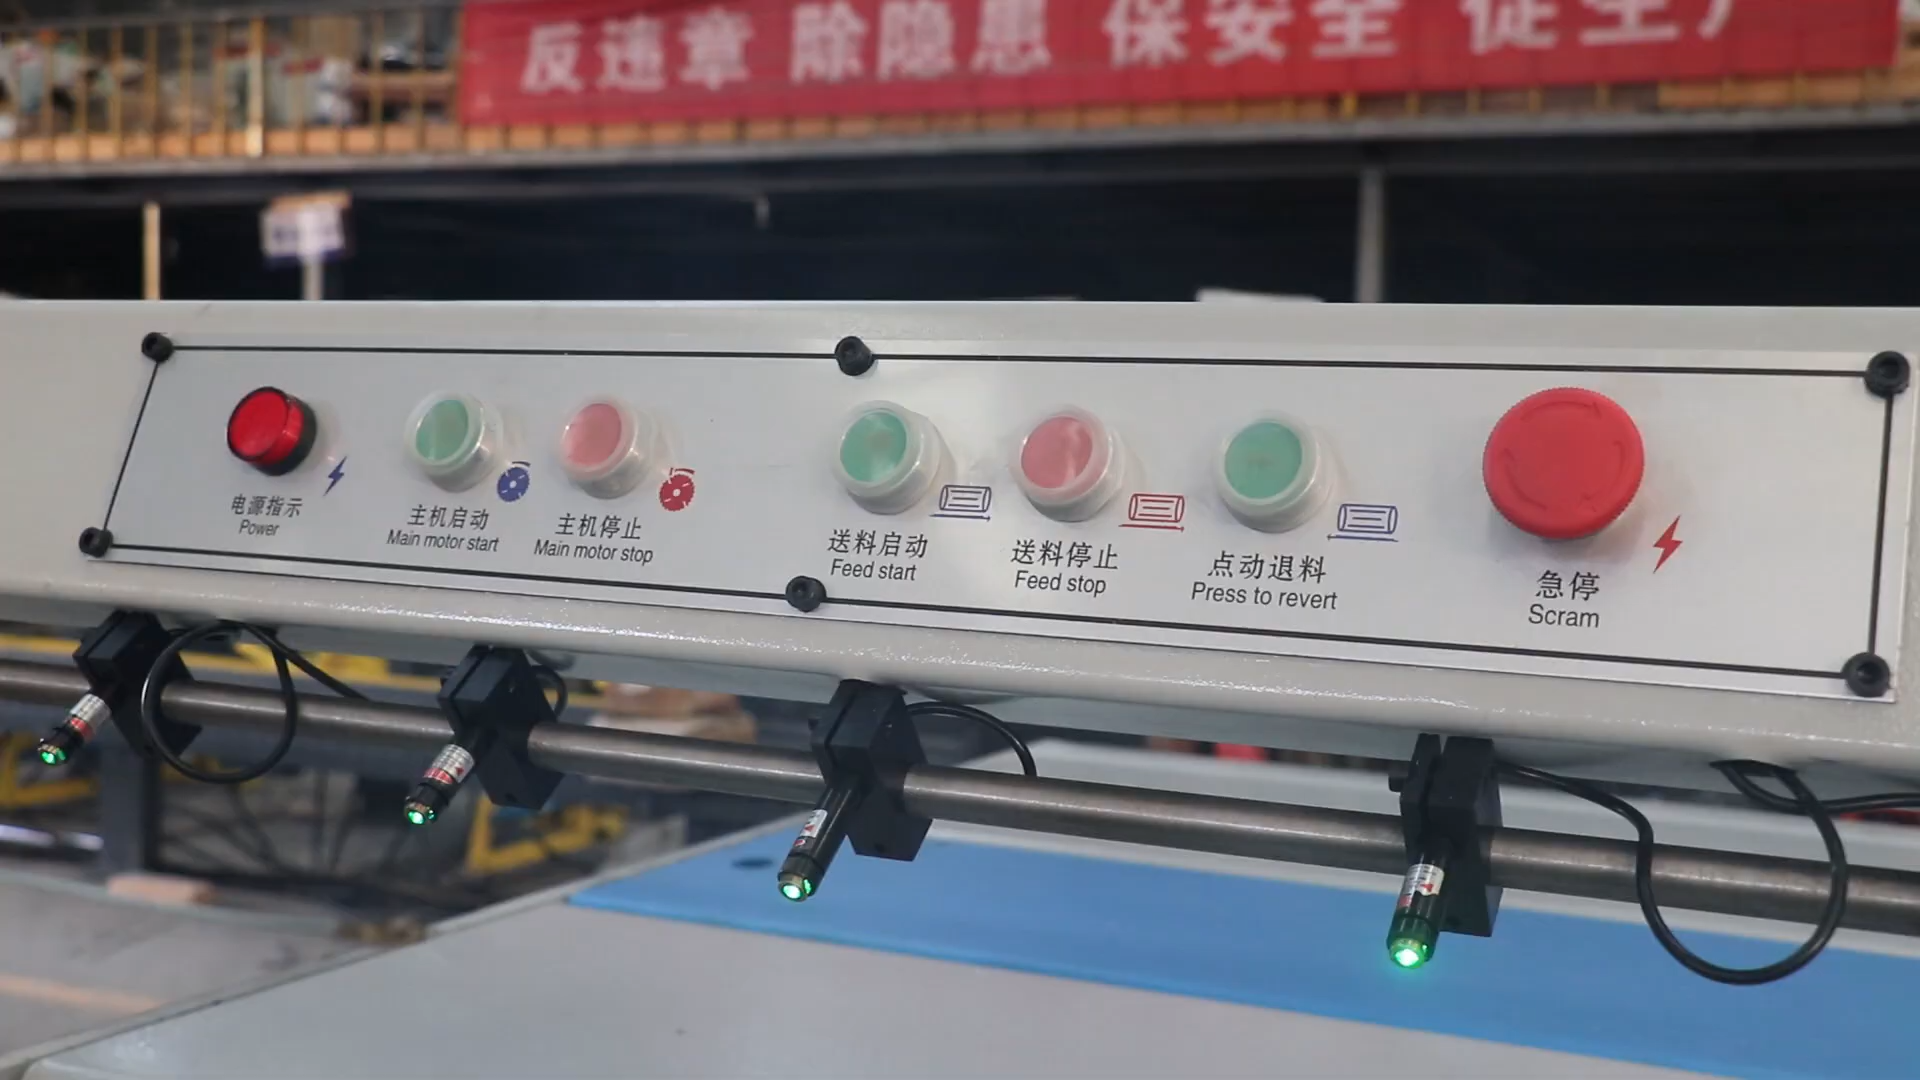 反违章 除隐患 保安全 促生产
电源指示
Power
主机启动
Main motor start
主机停止
Main motor stop
送料启动
Feed start
送料停止
Feed stop
点动退料
Press to revert
急停
Scram